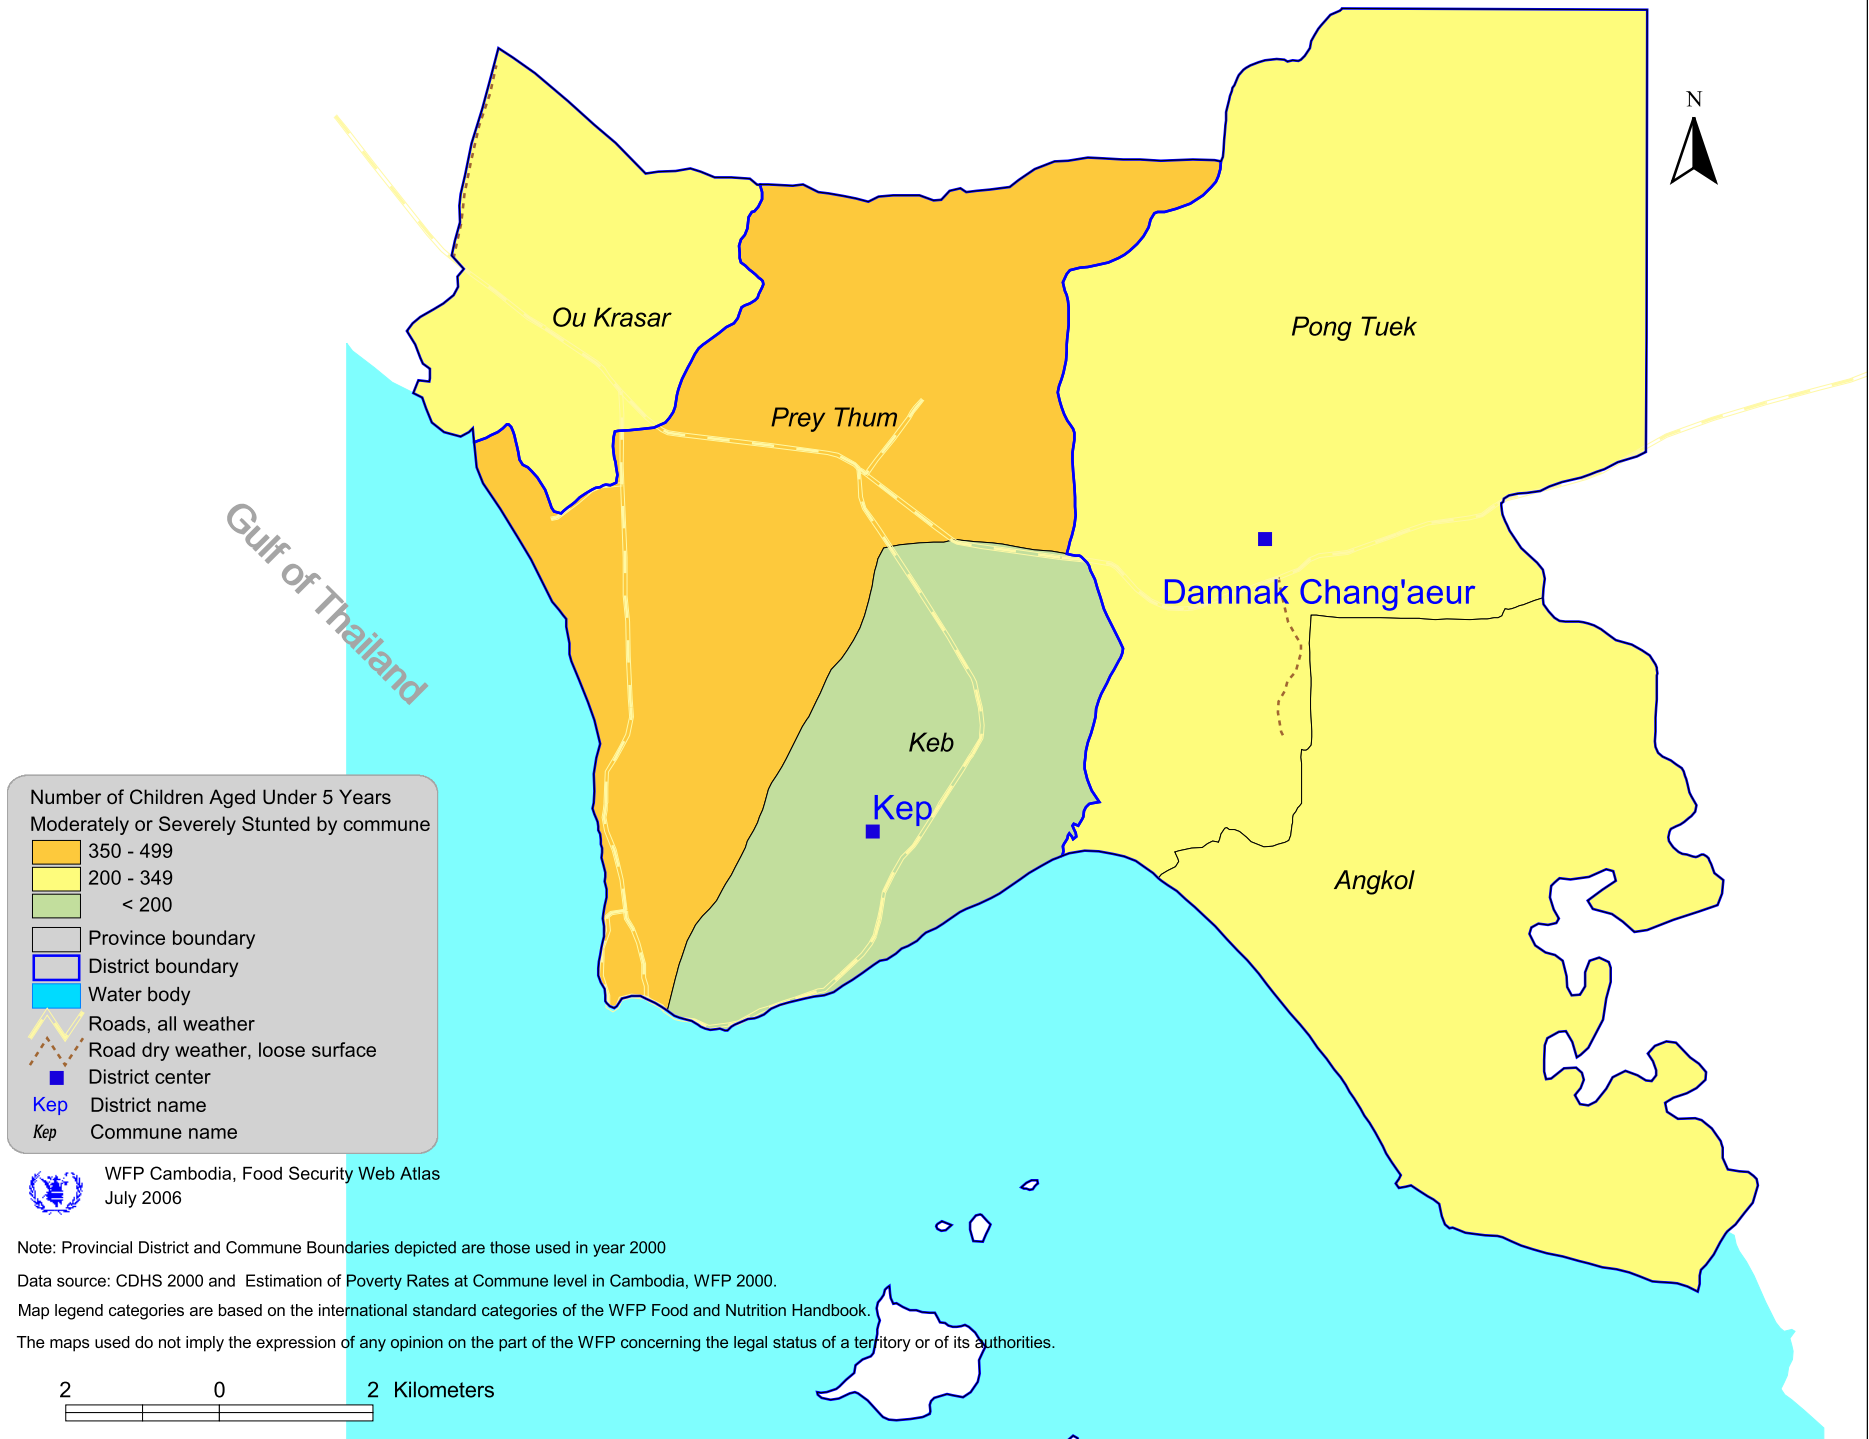 N
Ou Krasar
Pong Tuek
Prey Thum
Gulf of Thailand
Damnak Chang'aeur
Keb
Kep
Angkol
Number of Children Aged Under 5 Years
Moderately or Severely Stunted by commune
350 - 499
200 - 349
< 200
Province boundary
District boundary
Water body
Roads, all weather
Road dry weather, loose surface
District center
Kep District name
Kep Commune name
WFP Cambodia, Food Security Web Atlas
July 2006
Note: Provincial District and Commune Boundaries depicted are those used in year 2000
Data source: CDHS 2000 and Estimation of Poverty Rates at Commune level in Cambodia, WFP 2000.
Map legend categories are based on the international standard categories of the WFP Food and Nutrition Handbook.
The maps used do not imply the expression of any opinion on the part of the WFP concerning the legal status of a territory or of its authorities.
2 0 2 Kilometers